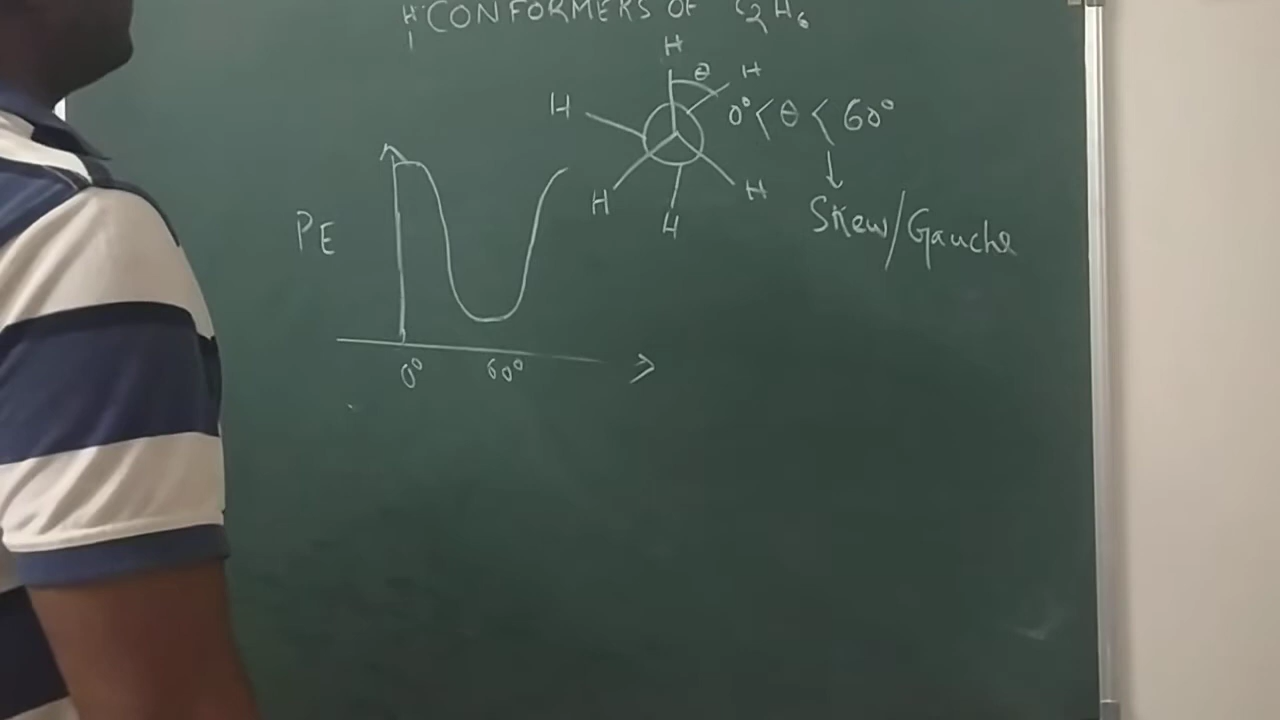 H
CONFORMERS OF C2H6
H
θ H
H
0° < θ < 60°
H H
H
Skew/Gauche
PE
0° 60°